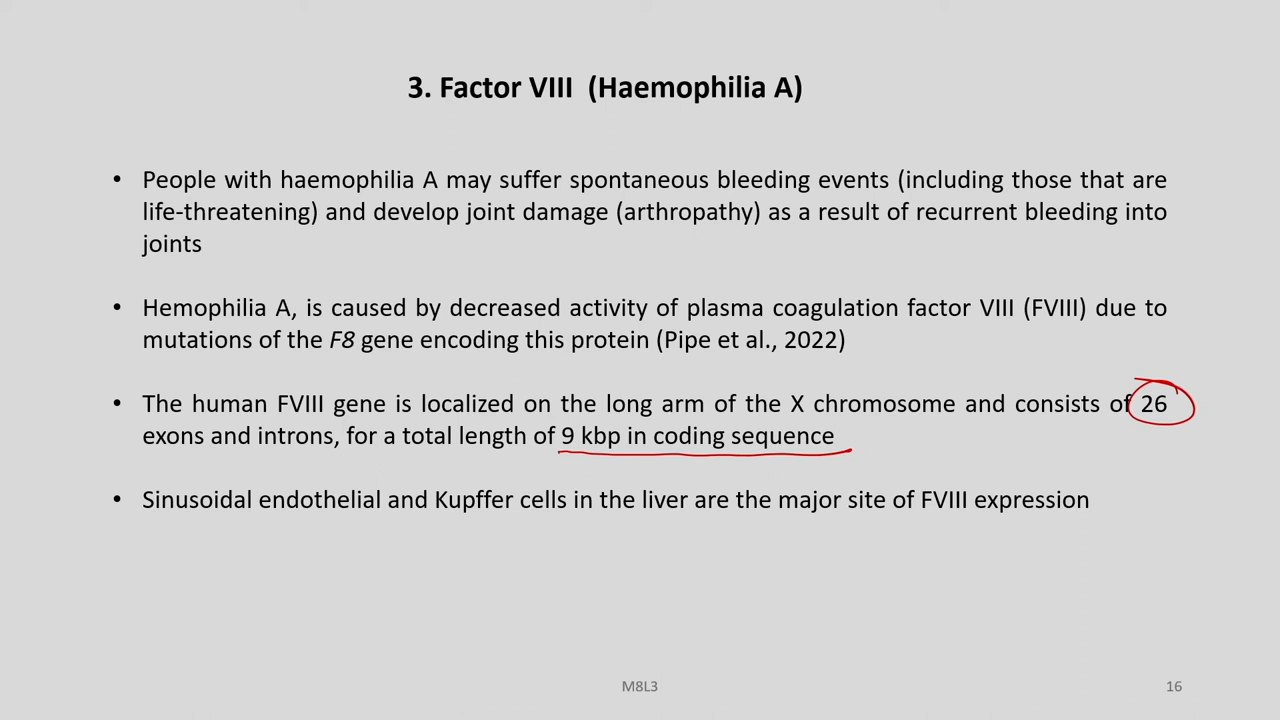 3. Factor VIII (Haemophilia A)
• People with haemophilia A may suffer spontaneous bleeding events (including those that are
life-threatening) and develop joint damage (arthropathy) as a result of recurrent bleeding into
joints
• Hemophilia A, is caused by decreased activity of plasma coagulation factor VIII (FVIII) due to
mutations of the F8 gene encoding this protein (Pipe et al., 2022)
• The human FVIII gene is localized on the long arm of the X chromosome and consists of 26
exons and introns, for a total length of 9 kbp in coding sequence
• Sinusoidal endothelial and Kupffer cells in the liver are the major site of FVIII expression
M8L3
16